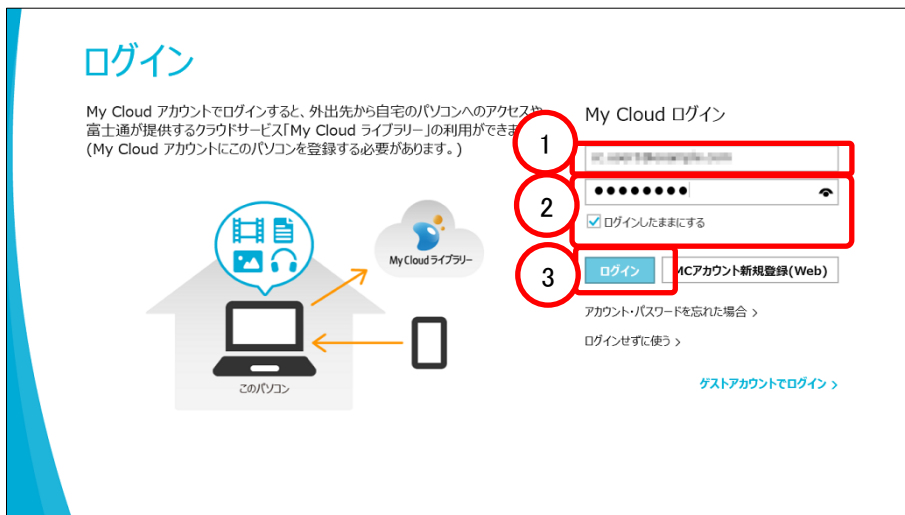 ログイン
My Cloud アカウントでログインすると、外出先から自宅のパソコンへのアクセスや
富士通が提供するクラウドサービス「My Cloud ライブラリー」の利用ができま
(My Cloud アカウントにこのパソコンを登録する必要があります。)
My Cloud ライブラリー
このパソコン
My Cloud ログイン
1
2
●●●●●●●●
ログインしたままにする
3
ログイン
MCアカウント新規登録(Web)
アカウント・パスワードを忘れた場合 >
ログインせずに使う >
ゲストアカウントでログイン >